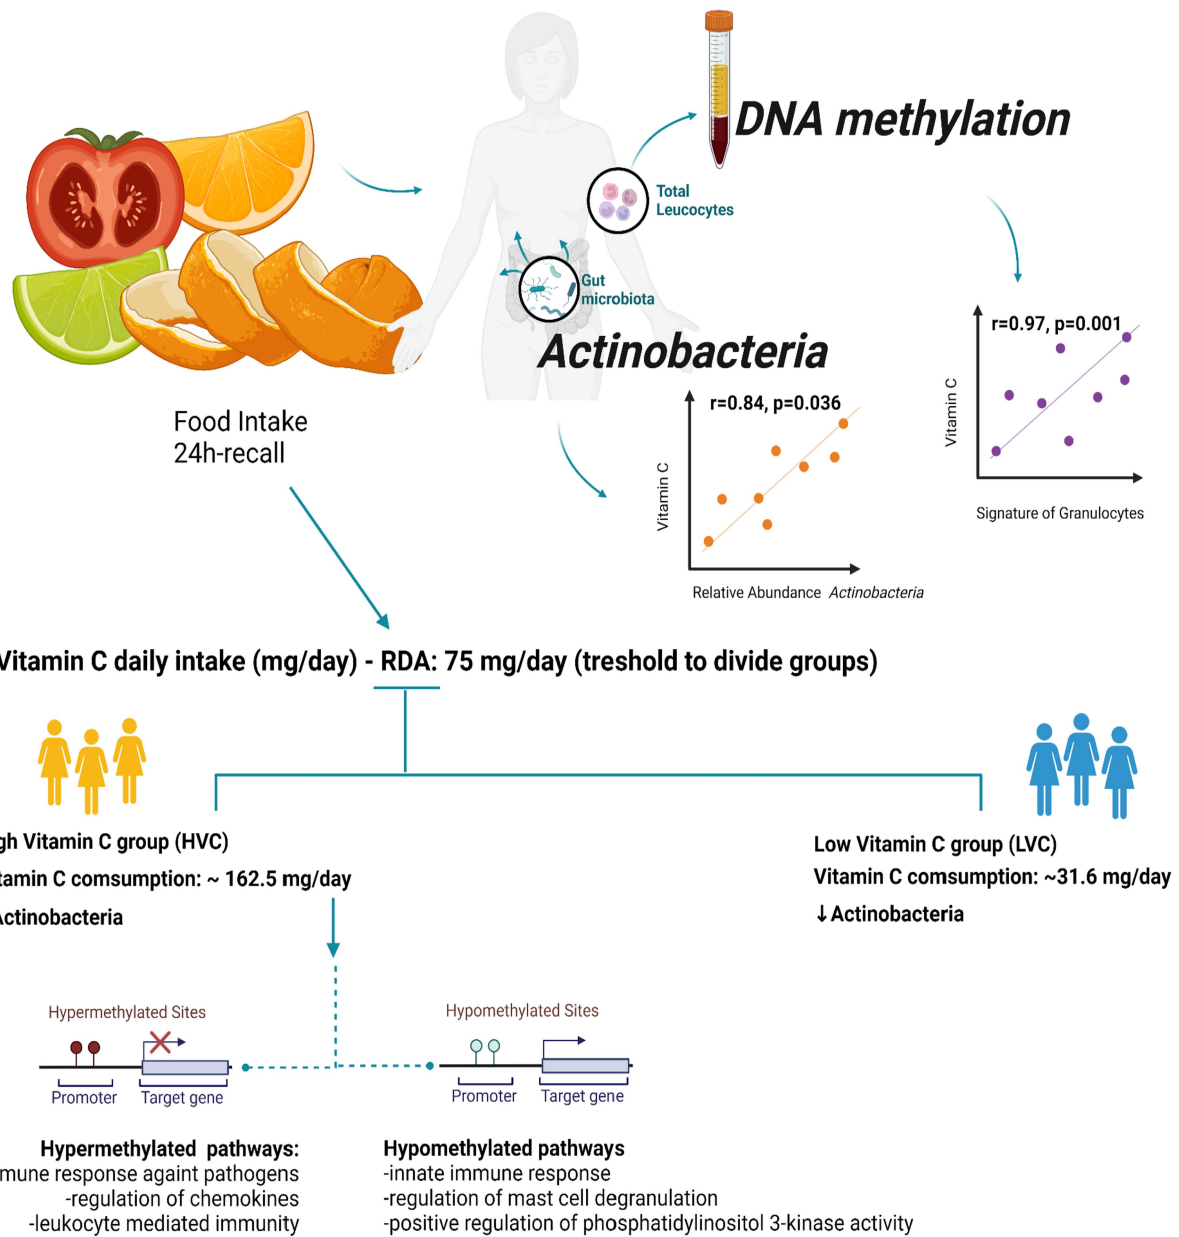 DNA methylation
Total
Leucocytes
Gut
microbiota
Actinobacteria
r=0.97, p=0.001
Vitamin C
Signature of Granulocytes
r=0.84, p=0.036
Vitamin C
Relative Abundance Actinobacteria
Food Intake
24h-recall
Vitamin C daily intake (mg/day) - RDA: 75 mg/day (treshold to divide groups)
gh Vitamin C group (HVC)
tamin C comsumption: ~ 162.5 mg/day
Actinobacteria
Low Vitamin C group (LVC)
Vitamin C comsumption: ~31.6 mg/day
↓Actinobacteria
Hypermethylated Sites
Promoter
Target gene
Hypomethylated Sites
Promoter
Target gene
Hypermethylated pathways:
mune response againt pathogens
-regulation of chemokines
-leukocyte mediated immunity
Hypomethylated pathways
-innate immune response
-regulation of mast cell degranulation
-positive regulation of phosphatidylinositol 3-kinase activity